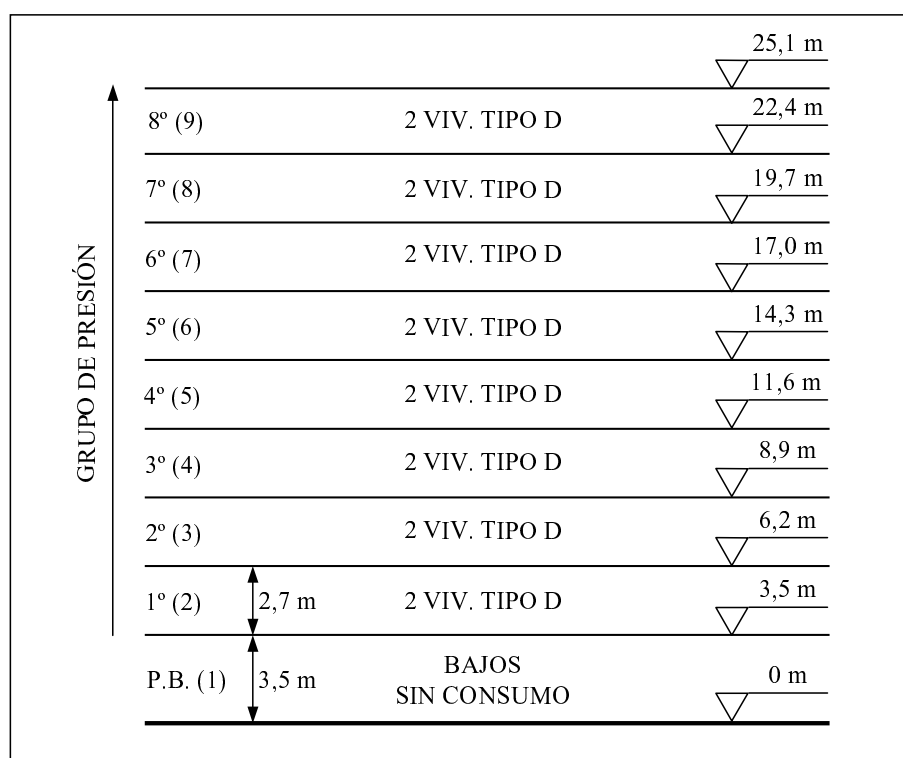 25,1 m
8º (9) 2 VIV. TIPO D 22,4 m
7º (8) 2 VIV. TIPO D 19,7 m
6º (7) 2 VIV. TIPO D 17,0 m
5º (6) 2 VIV. TIPO D 14,3 m
4º (5) 2 VIV. TIPO D 11,6 m
3º (4) 2 VIV. TIPO D 8,9 m
2º (3) 2 VIV. TIPO D 6,2 m
1º (2) 2,7 m 2 VIV. TIPO D 3,5 m
P.B. (1) 3,5 m BAJOS 0 m
SIN CONSUMO
GRUPO DE PRESIÓN